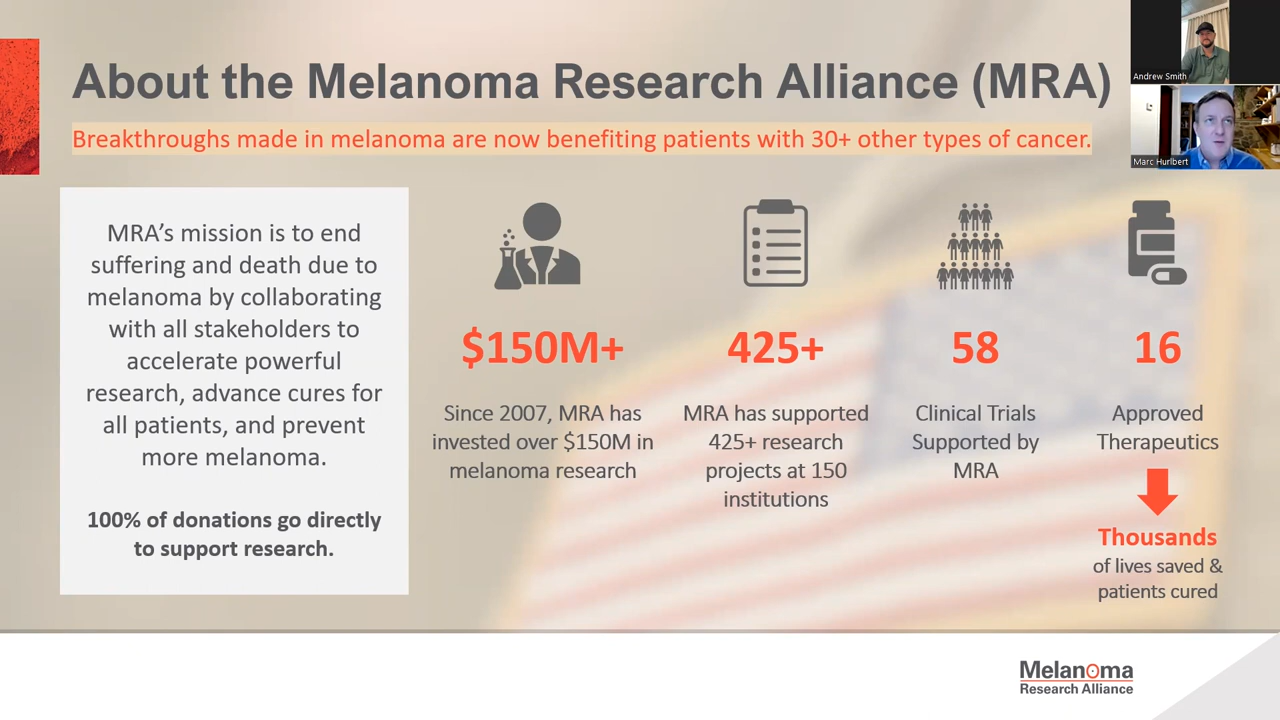 About the Melanoma Research Alliance (MRA)
Breakthroughs made in melanoma are now benefiting patients with 30+ other types of cancer.
Andrew Smith
Marc Hurlbert
MRA’s mission is to end
suffering and death due to
melanoma by collaborating
with all stakeholders to
accelerate powerful
research, advance cures for
all patients, and prevent
more melanoma.
100% of donations go directly
to support research.
$150M+
Since 2007, MRA has
invested over $150M in
melanoma research
425+
MRA has supported
425+ research
projects at 150
institutions
58
Clinical Trials
Supported by
MRA
16
Approved
Therapeutics
Thousands
of lives saved &
patients cured
Melanoma
Research Alliance